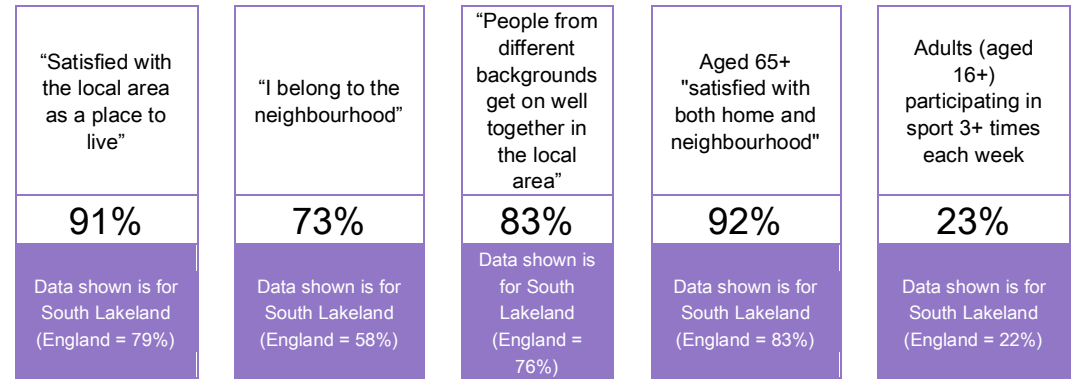 “Satisfied with
the local area
as a place to
live”
91%
Data shown is for
South Lakeland
(England = 79%)
“I belong to the
neighbourhood”
73%
Data shown is for
South Lakeland
(England = 58%)
“People from
different
backgrounds
get on well
together in
the local
area”
83%
Data shown is
for South
Lakeland
(England =
76%)
Aged 65+
"satisfied with
both home and
neighbourhood"
92%
Data shown is for
South Lakeland
(England = 83%)
Adults (aged
16+)
participating in
sport 3+ times
each week
23%
Data shown is for
South Lakeland
(England = 22%)